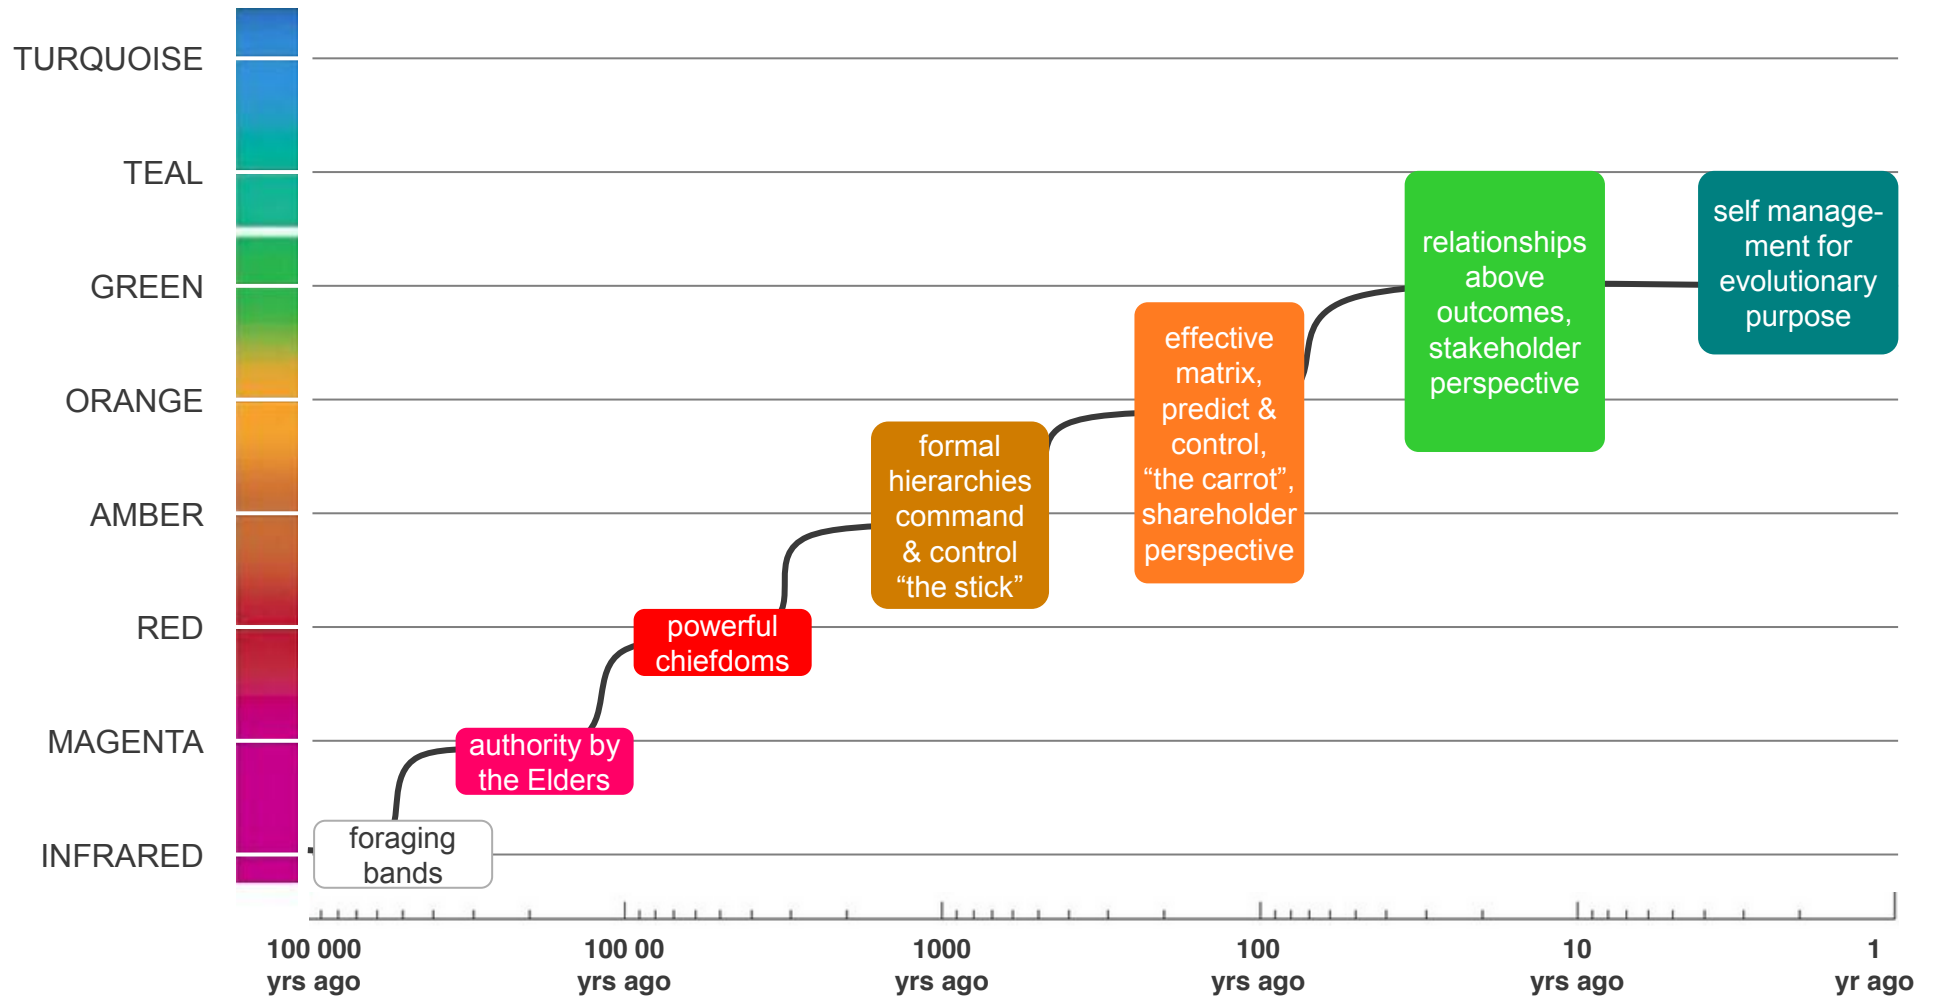 TURQUOISE
TEAL
GREEN
ORANGE
AMBER
RED
MAGENTA
INFRARED
foraging
bands
authority by
the Elders
powerful
chiefdoms
formal
hierarchies
command
& control
“the stick”
effective
matrix,
predict &
control,
“the carrot”,
shareholder
perspective
relationships
above
outcomes,
stakeholder
perspective
self manage-
ment for
evolutionary
purpose
100 000
yrs ago
100 00
yrs ago
1000
yrs ago
100
yrs ago
10
yrs ago
1
yr ago